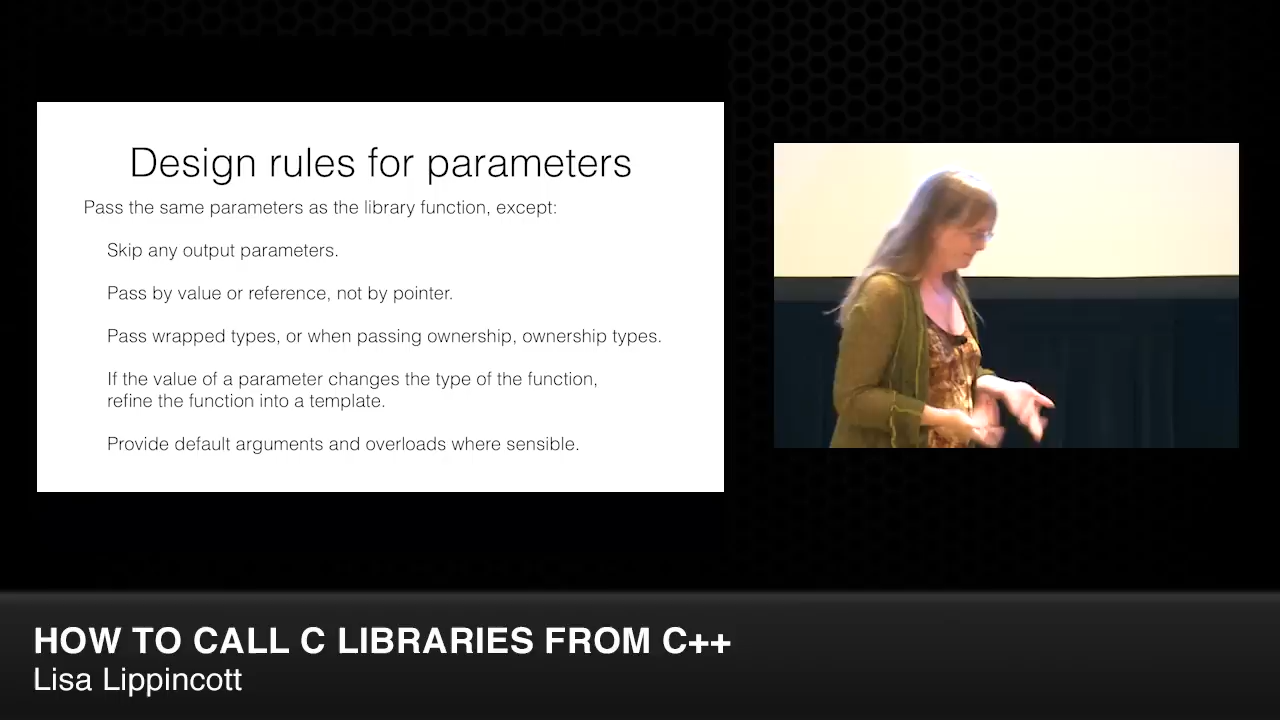 Design rules for parameters
Pass the same parameters as the library function, except:
Skip any output parameters.
Pass by value or reference, not by pointer.
Pass wrapped types, or when passing ownership, ownership types.
If the value of a parameter changes the type of the function,
refine the function into a template.
Provide default arguments and overloads where sensible.
HOW TO CALL C LIBRARIES FROM C++
Lisa Lippincott